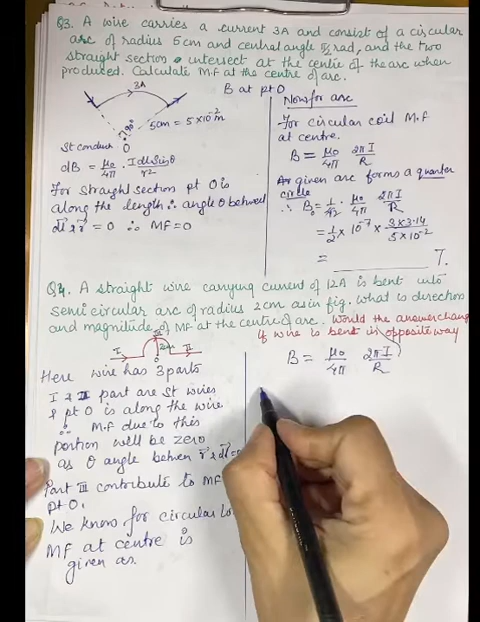 Q3. A wire carries a current 3A and consist of a circular
arc of radius 5cm and central angle π/2 rad, and the two
straight section intersect at the centre of the arc when
produced. Calculate M.F at the centre of arc.
3A
90°
O
5cm = 5×10⁻² m
St conduct
dB = μ₀/4π · I dl sinθ/r²
For straight section pt O is
along the length ∴ angle θ between
dl & r = 0 ∴ MF = 0
B at pt O
Now for arc
For circular coil M.F
at centre.
B = μ₀/4π 2πI/R
As given arc forms a quarter
circle
∴ B₀ = 1/4 · μ₀/4π 2πI/R
= 1/2 × 10⁻⁷ × 3×3.14/5×10⁻²
= T.
Q4. A straight wire carrying current of 12A is bent into
semi circular arc of radius 2cm as in fig. what is direction
and magnitude of MF at the centre of arc. Would the answer change
if wire is bent in opposite way
I III II
2cm
O
Here wire has 3 parts
I & II part are St wires
& pt O is along the wire
∴ M.F due to this
portion will be zero
as θ angle betwen r & dl = 0
Part III contribute to MF
pt O.
We know for circular
MF at centre is
given as.
B = μ₀/4π 2πI/R